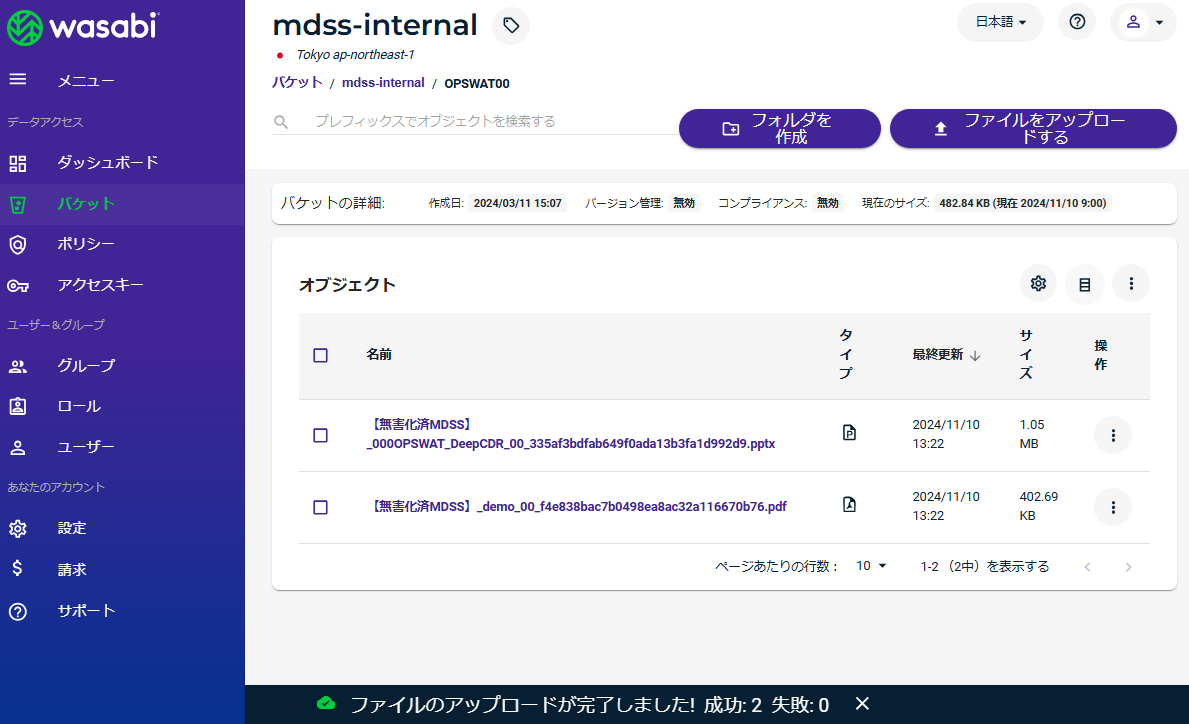 wasabi
メニュー
データアクセス
ダッシュボード
バケット
ポリシー
アクセスキー
ユーザー＆グループ
グループ
ロール
ユーザー
あなたのアカウント
設定
請求
サポート
mdss-internal
日本語
Tokyo ap-northeast-1
バケット / mdss-internal / OPSWAT00
プレフィックスでオブジェクトを検索する
フォルダを
作成
ファイルをアップロー
ドする
バケットの詳細: 作成日: 2024/03/11 15:07 バージョン管理: 無効 コンプライアンス: 無効 現在のサイズ: 482.84 KB (現在 2024/11/10 9:00)
オブジェクト
名前 タイプ 最終更新 サイズ 操作
【無害化済MDSS】
_000OPSWAT_DeepCDR_00_335af3bdfab649f0ada13b3fa1d992d9.pptx
2024/11/10
13:22
1.05
MB
【無害化済MDSS】_demo_00_f4e838bac7b0498ea8ac32a116670b76.pdf
2024/11/10
13:22
402.69
KB
ページあたりの行数： 10 1-2 （2中）を表示する
ファイルのアップロードが完了しました! 成功: 2 失敗: 0